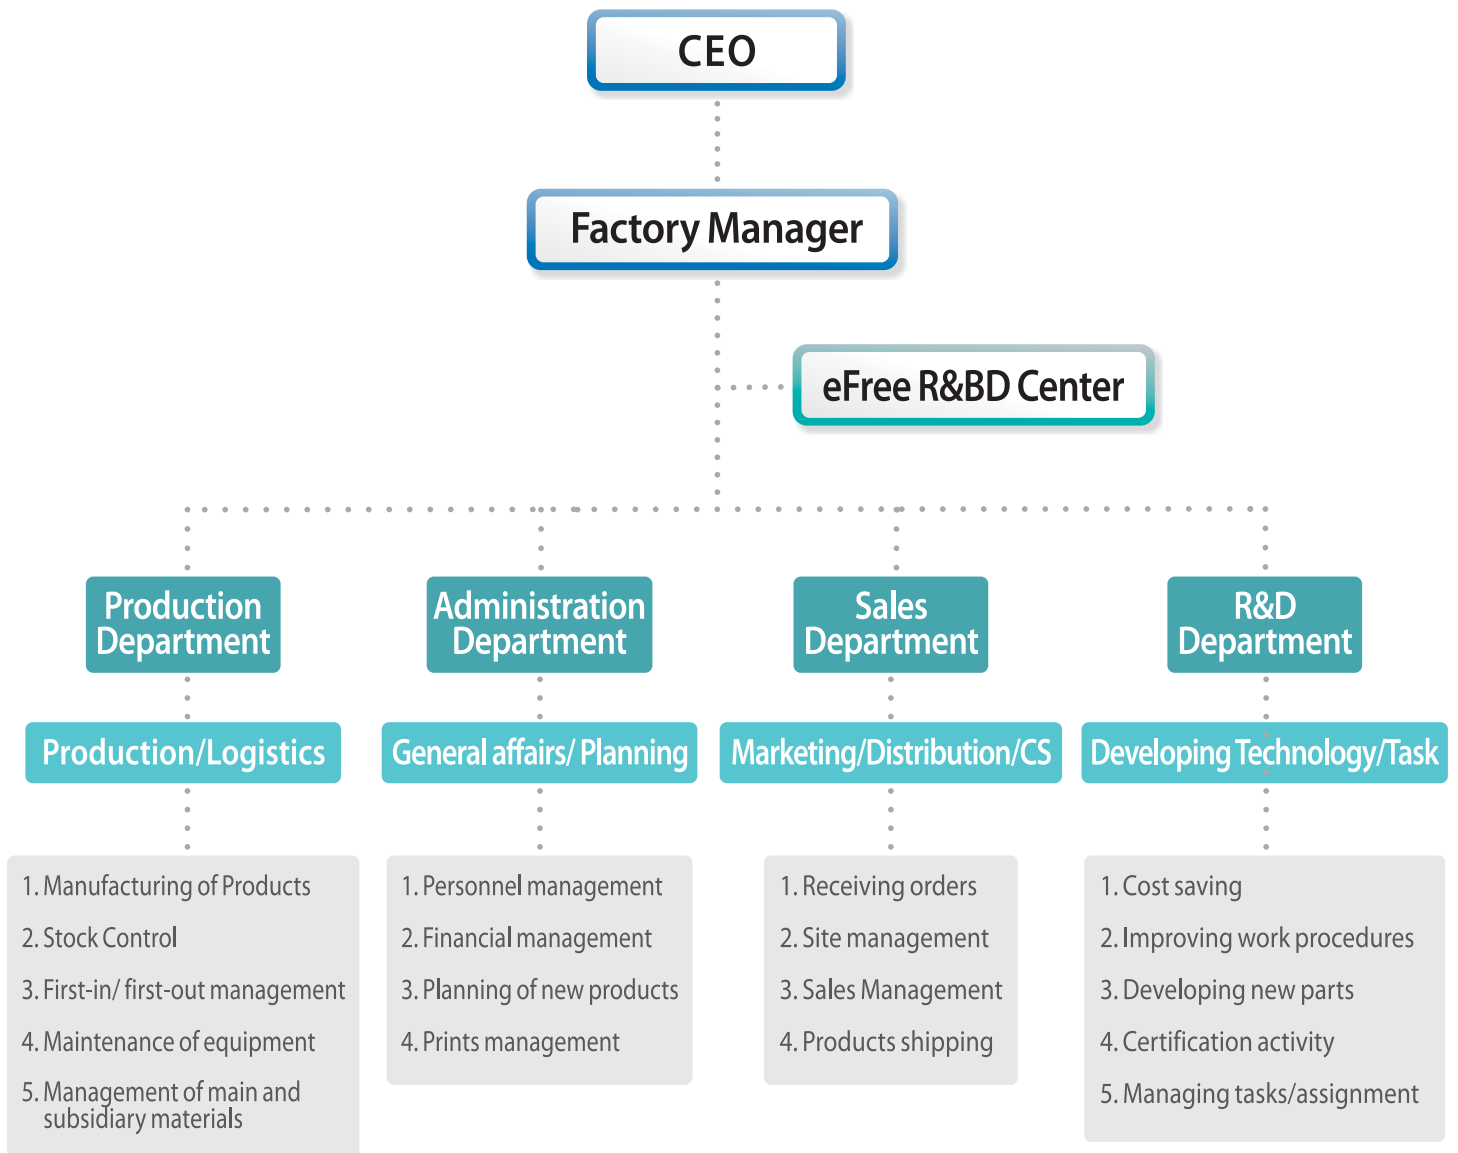 CEO
Factory Manager
eFree R&BD Center
Production
Department
Administration
Department
Sales
Department
R&D
Department
Production/Logistics
General affairs/ Planning
Marketing/Distribution/CS
Developing Technology/Task
1. Manufacturing of Products
2. Stock Control
3. First-in/ first-out management
4. Maintenance of equipment
5. Management of main and
subsidiary materials
1. Personnel management
2. Financial management
3. Planning of new products
4. Prints management
1. Receiving orders
2. Site management
3. Sales Management
4. Products shipping
1. Cost saving
2. Improving work procedures
3. Developing new parts
4. Certification activity
5. Managing tasks/assignment